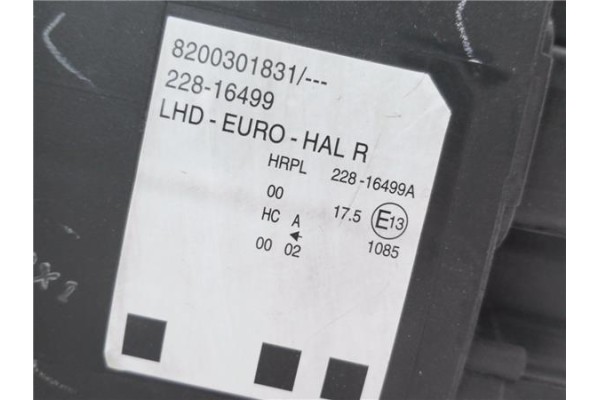 8200301831/---
228-16499
LHD - EURO - HAL R
HRPL 228-16499A
00
HC A 17.5 E13
00 02 1085